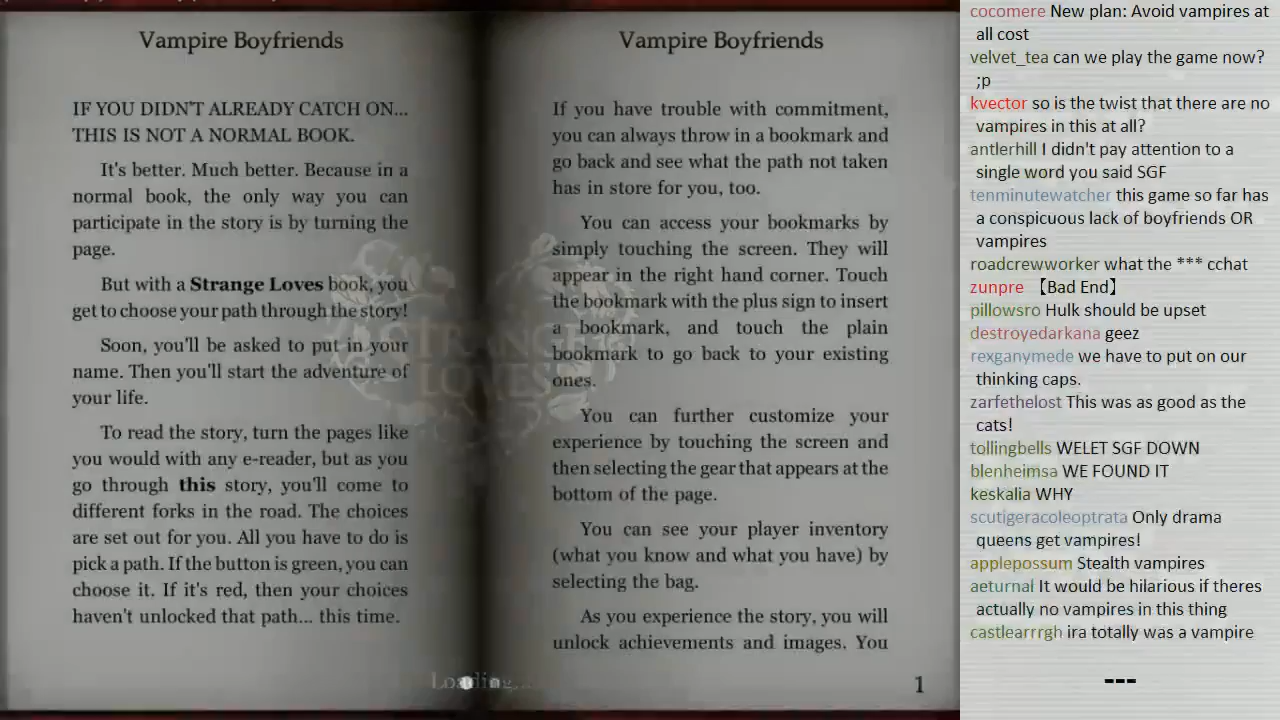 Vampire Boyfriends
IF YOU DIDN'T ALREADY CATCH ON...
THIS IS NOT A NORMAL BOOK.
It's better. Much better. Because in a
normal book, the only way you can
participate in the story is by turning the
page.
But with a Strange Loves book, you
get to choose your path through the story!
Soon, you'll be asked to put in your
name. Then you'll start the adventure of
your life.
To read the story, turn the pages like
you would with any e-reader, but as you
go through this story, you'll come to
different forks in the road. The choices
are set out for you. All you have to do is
pick a path. If the button is green, you can
choose it. If it's red, then your choices
haven't unlocked that path... this time.
Vampire Boyfriends
If you have trouble with commitment,
you can always throw in a bookmark and
go back and see what the path not taken
has in store for you, too.
You can access your bookmarks by
simply touching the screen. They will
appear in the right hand corner. Touch
the bookmark with the plus sign to insert
a bookmark, and touch the plain
bookmark to go back to your existing
ones.
You can further customize your
experience by touching the screen and
then selecting the gear that appears at the
bottom of the page.
You can see your player inventory
(what you know and what you have) by
selecting the bag.
As you experience the story, you will
unlock achievements and images. You
1
STRANGE
LOVES
Loading...
cocomere New plan: Avoid vampires at
all cost
velvet_tea can we play the game now?
;p
kvector so is the twist that there are no
vampires in this at all?
antlerhill I didn't pay attention to a
single word you said SGF
tenminutewatcher this game so far has
a conspicuous lack of boyfriends OR
vampires
roadcrewworker what the *** cchat
zunpre 【Bad End】
pillowsro Hulk should be upset
destroyedarkana geez
rexganymede we have to put on our
thinking caps.
zarfethelost This was as good as the
cats!
tollingbells WELET SGF DOWN
blenheimsa WE FOUND IT
keskalia WHY
scutigeracoleoptrata Only drama
queens get vampires!
applepossum Stealth vampires
aeturnal It would be hilarious if theres
actually no vampires in this thing
castlearrrgh ira totally was a vampire
---